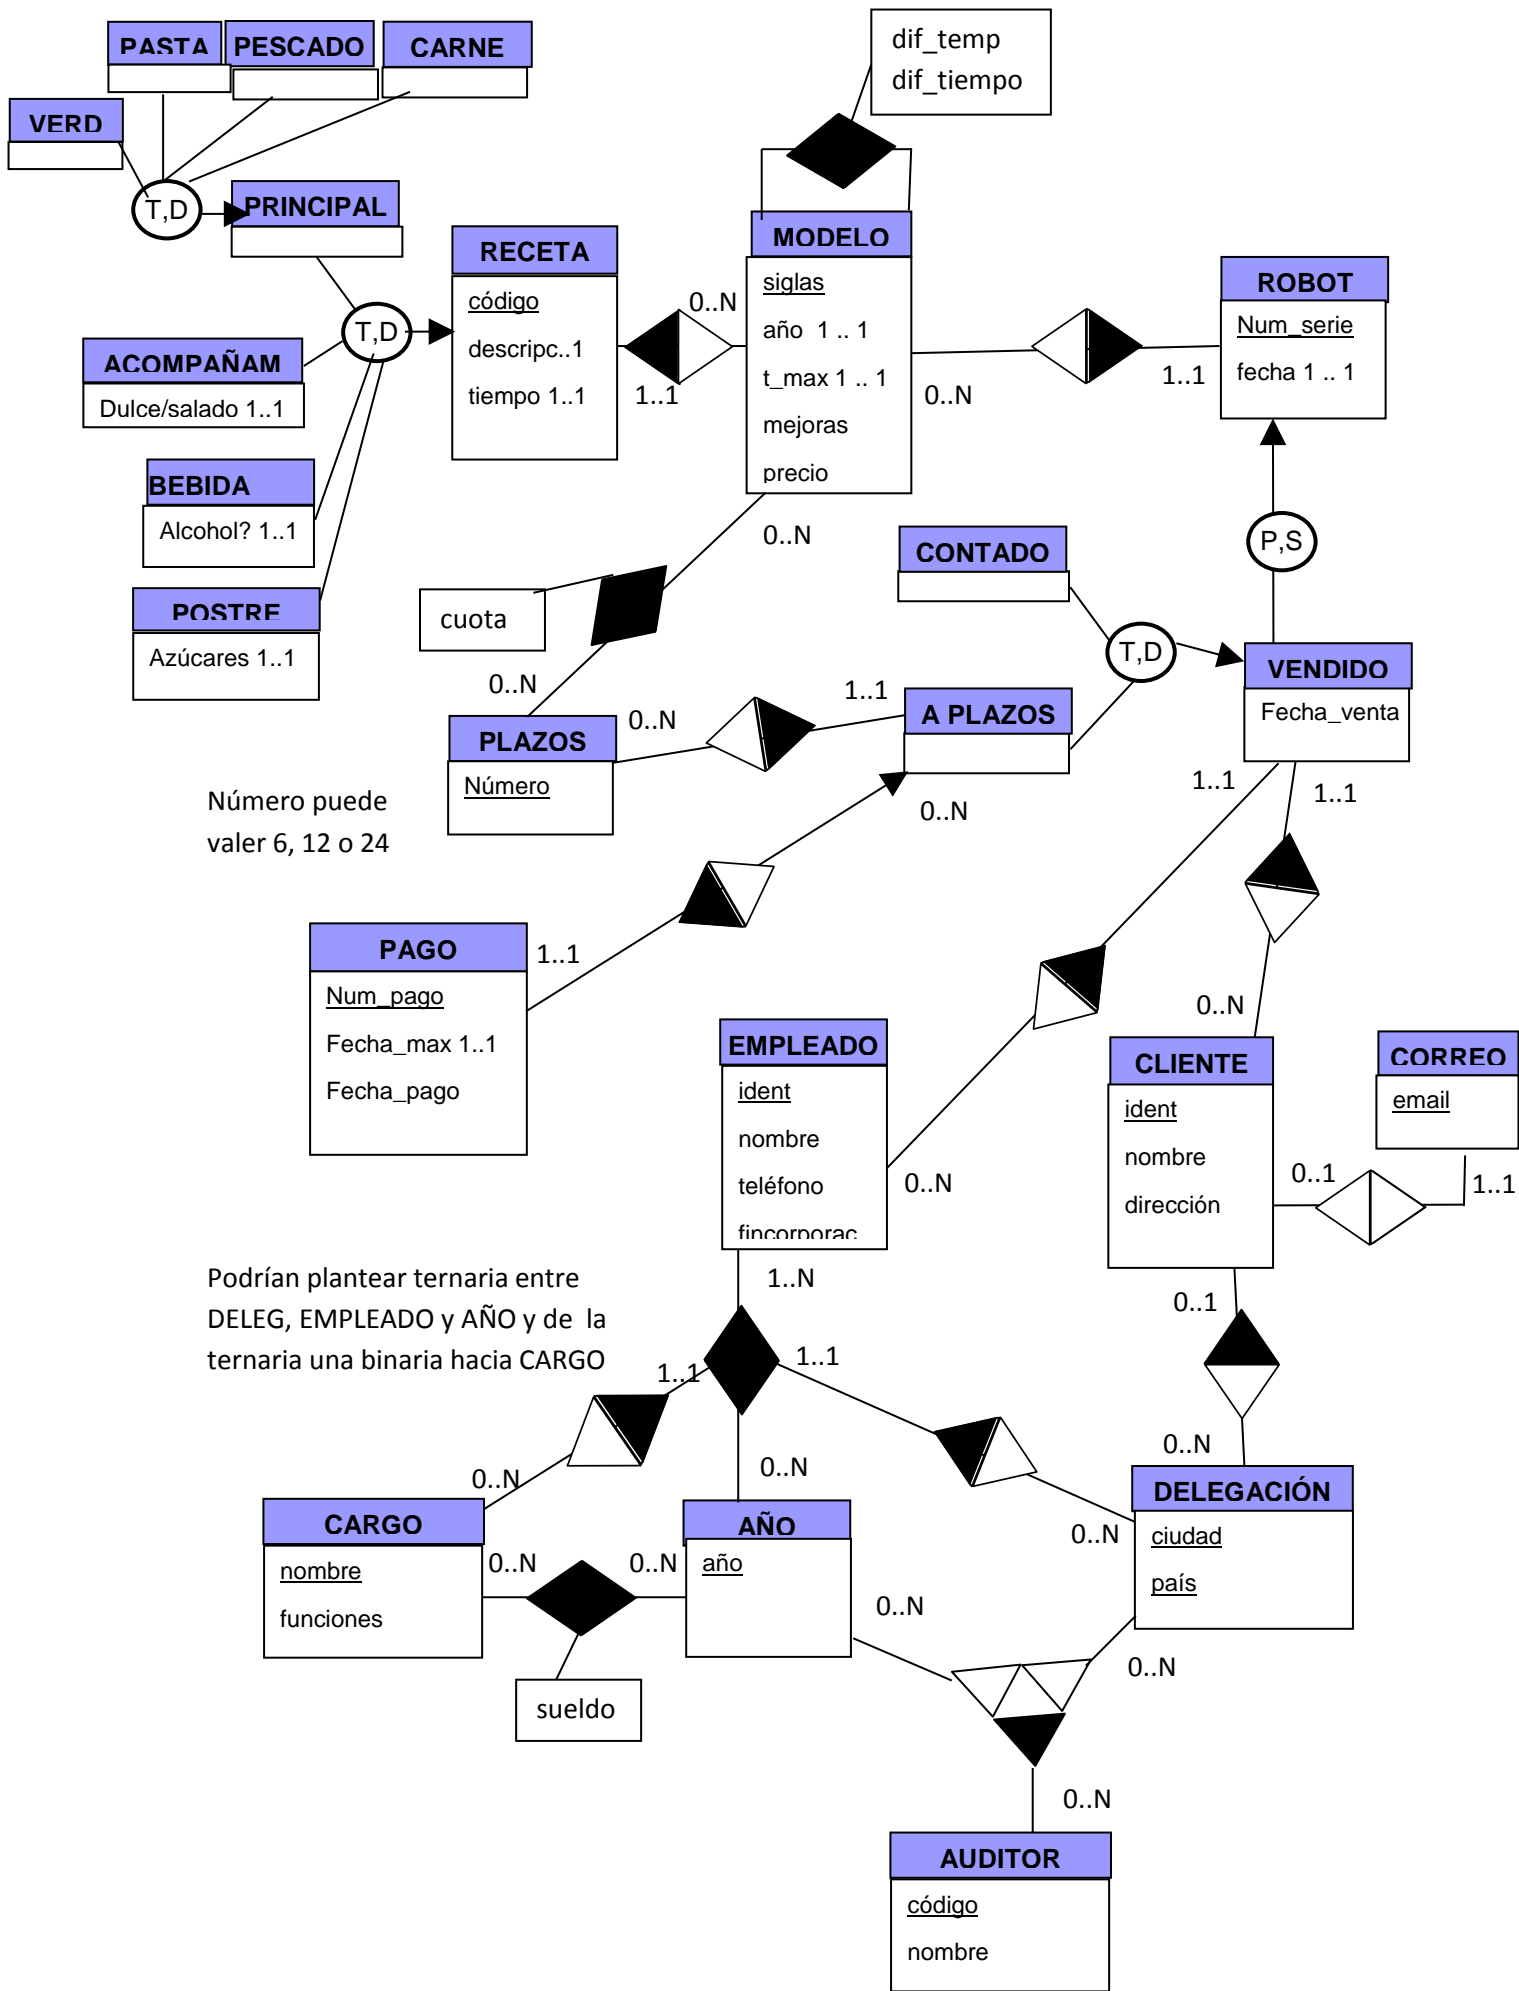 PASTA
PESCADO
CARNE
VERD
T,D
PRINCIPAL
dif_temp
dif_tiempo
RECETA
código
descripc..1
tiempo 1..1
T,D
ACOMPAÑAM
Dulce/salado 1..1
BEBIDA
Alcohol? 1..1
POSTRE
Azúcares 1..1
0..N
1..1
MODELO
siglas
año 1 .. 1
t_max 1 .. 1
mejoras
precio
0..N
1..1
ROBOT
Num_serie
fecha 1 .. 1
P,S
0..N
cuota
0..N
CONTADO
T,D
VENDIDO
Fecha_venta
PLAZOS
Número
0..N
1..1
A PLAZOS
Número puede
valer 6, 12 o 24
0..N
1..1
1..1
PAGO
Num_pago
Fecha_max 1..1
Fecha_pago
1..1
EMPLEADO
ident
nombre
teléfono
fincorporac
0..N
0..N
CLIENTE
ident
nombre
dirección
CORREO
email
0..1
1..1
Podrían plantear ternaria entre
DELEG, EMPLEADO y AÑO y de la
ternaria una binaria hacia CARGO
1..N
1..1
1..1
0..1
0..N
0..N
0..N
0..N
CARGO
nombre
funciones
0..N
0..N
sueldo
AÑO
año
DELEGACIÓN
ciudad
país
0..N
0..N
0..N
AUDITOR
código
nombre